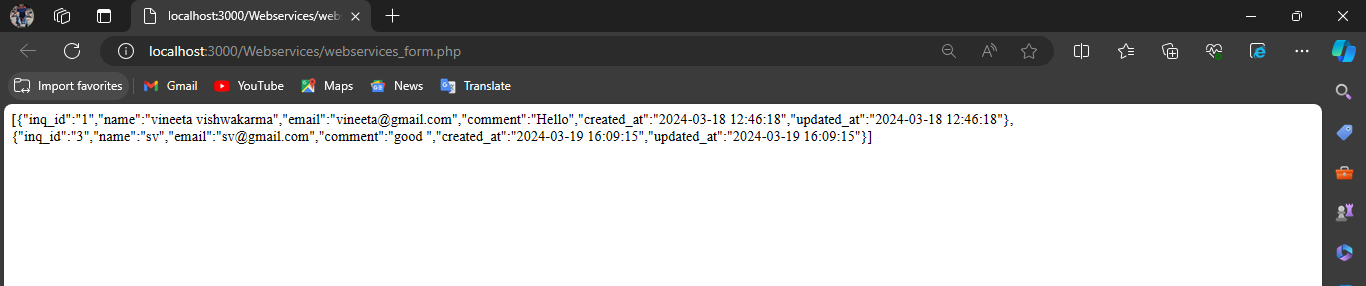 localhost:3000/Webservices/web
localhost:3000/Webservices/webservices_form.php
Import favorites Gmail YouTube Maps News Translate
[{"inq_id":"1","name":"vineeta vishwakarma","email":"vineeta@gmail.com","comment":"Hello","created_at":"2024-03-18 12:46:18","updated_at":"2024-03-18 12:46:18"},
{"inq_id":"3","name":"sv","email":"sv@gmail.com","comment":"good ","created_at":"2024-03-19 16:09:15","updated_at":"2024-03-19 16:09:15"}]